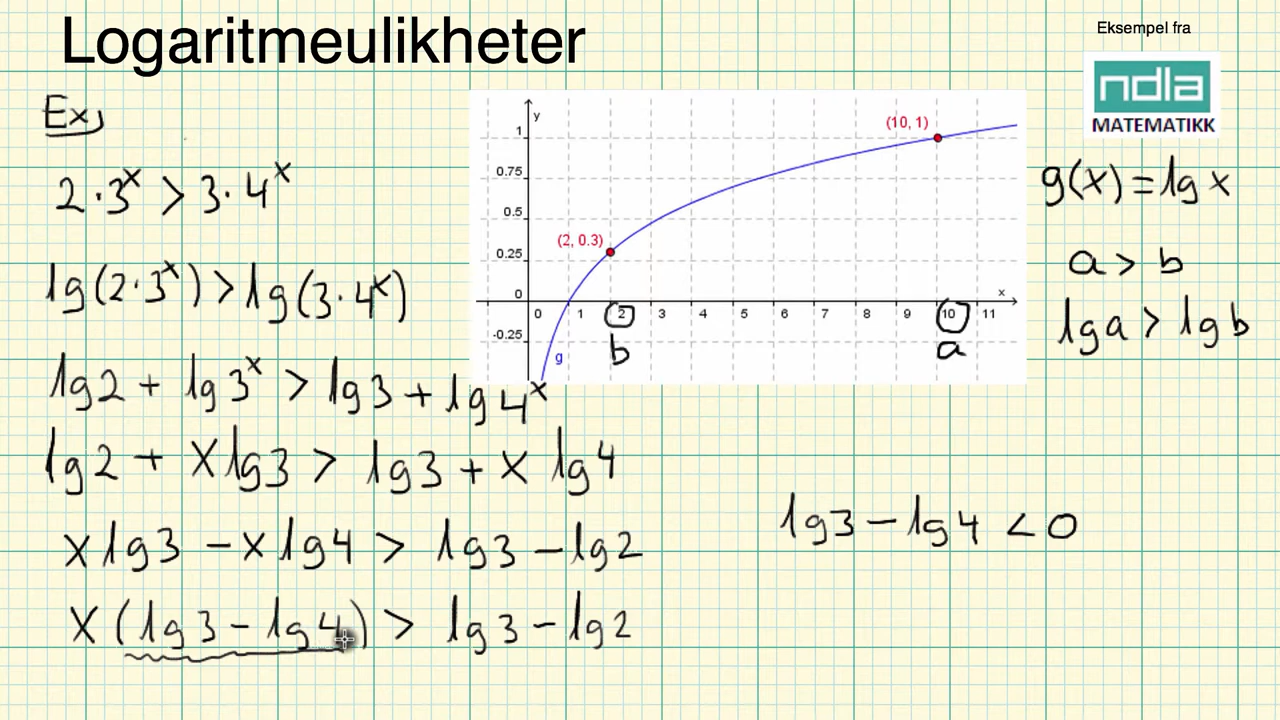 Logaritmeulikheter
Eksempel fra
ndla
MATEMATIKK
Ex)
2·3^x > 3·4^x
lg(2·3^x) > lg(3·4^x)
lg2 + lg3^x > lg3 + lg4^x
lg2 + x lg3 > lg3 + x lg4
x lg3 - x lg4 > lg3 - lg2
x(lg3 - lg4) > lg3 - lg2
y
1
0.75
0.5
0.25
0
-0.25
(10, 1)
(2, 0.3)
x
0 1 2 3 4 5 6 7 8 9 10 11
g
b
a
g(x) = lg x
a > b
lg a > lg b
lg3 - lg4 < 0